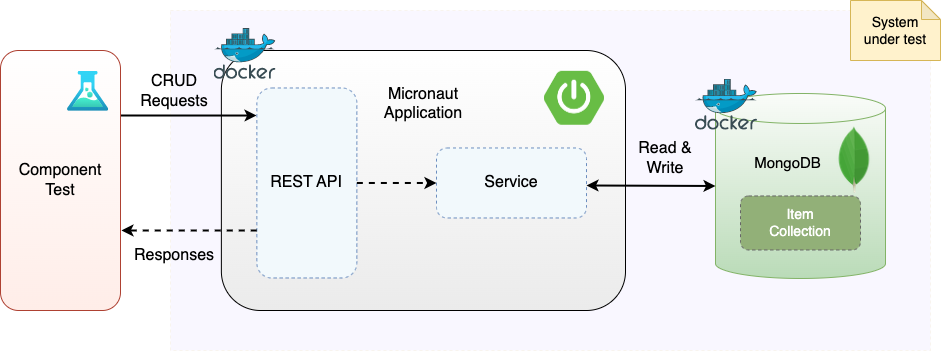 System
under test
docker
CRUD
Requests
Micronaut
Application
docker
Component
Test
REST API
Service
Read &
Write
MongoDB
Item
Collection
Responses